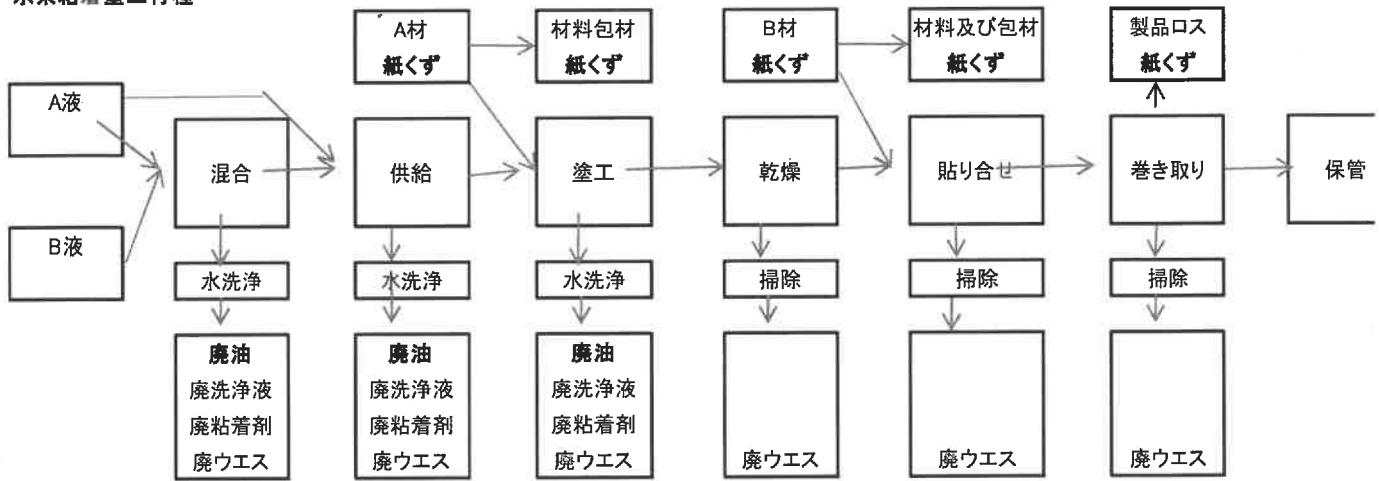 A材
紙くず
材料包材
紙くず
B材
紙くず
材料及び包材
紙くず
製品ロス
紙くず
A液
B液
混合
供給
塗工
乾燥
貼り合せ
巻き取り
保管
水洗浄
水洗浄
水洗浄
掃除
掃除
掃除
廃油
廃洗浄液
廃粘着剤
廃ウエス
廃油
廃洗浄液
廃粘着剤
廃ウエス
廃油
廃洗浄液
廃粘着剤
廃ウエス
廃ウエス
廃ウエス
廃ウエス